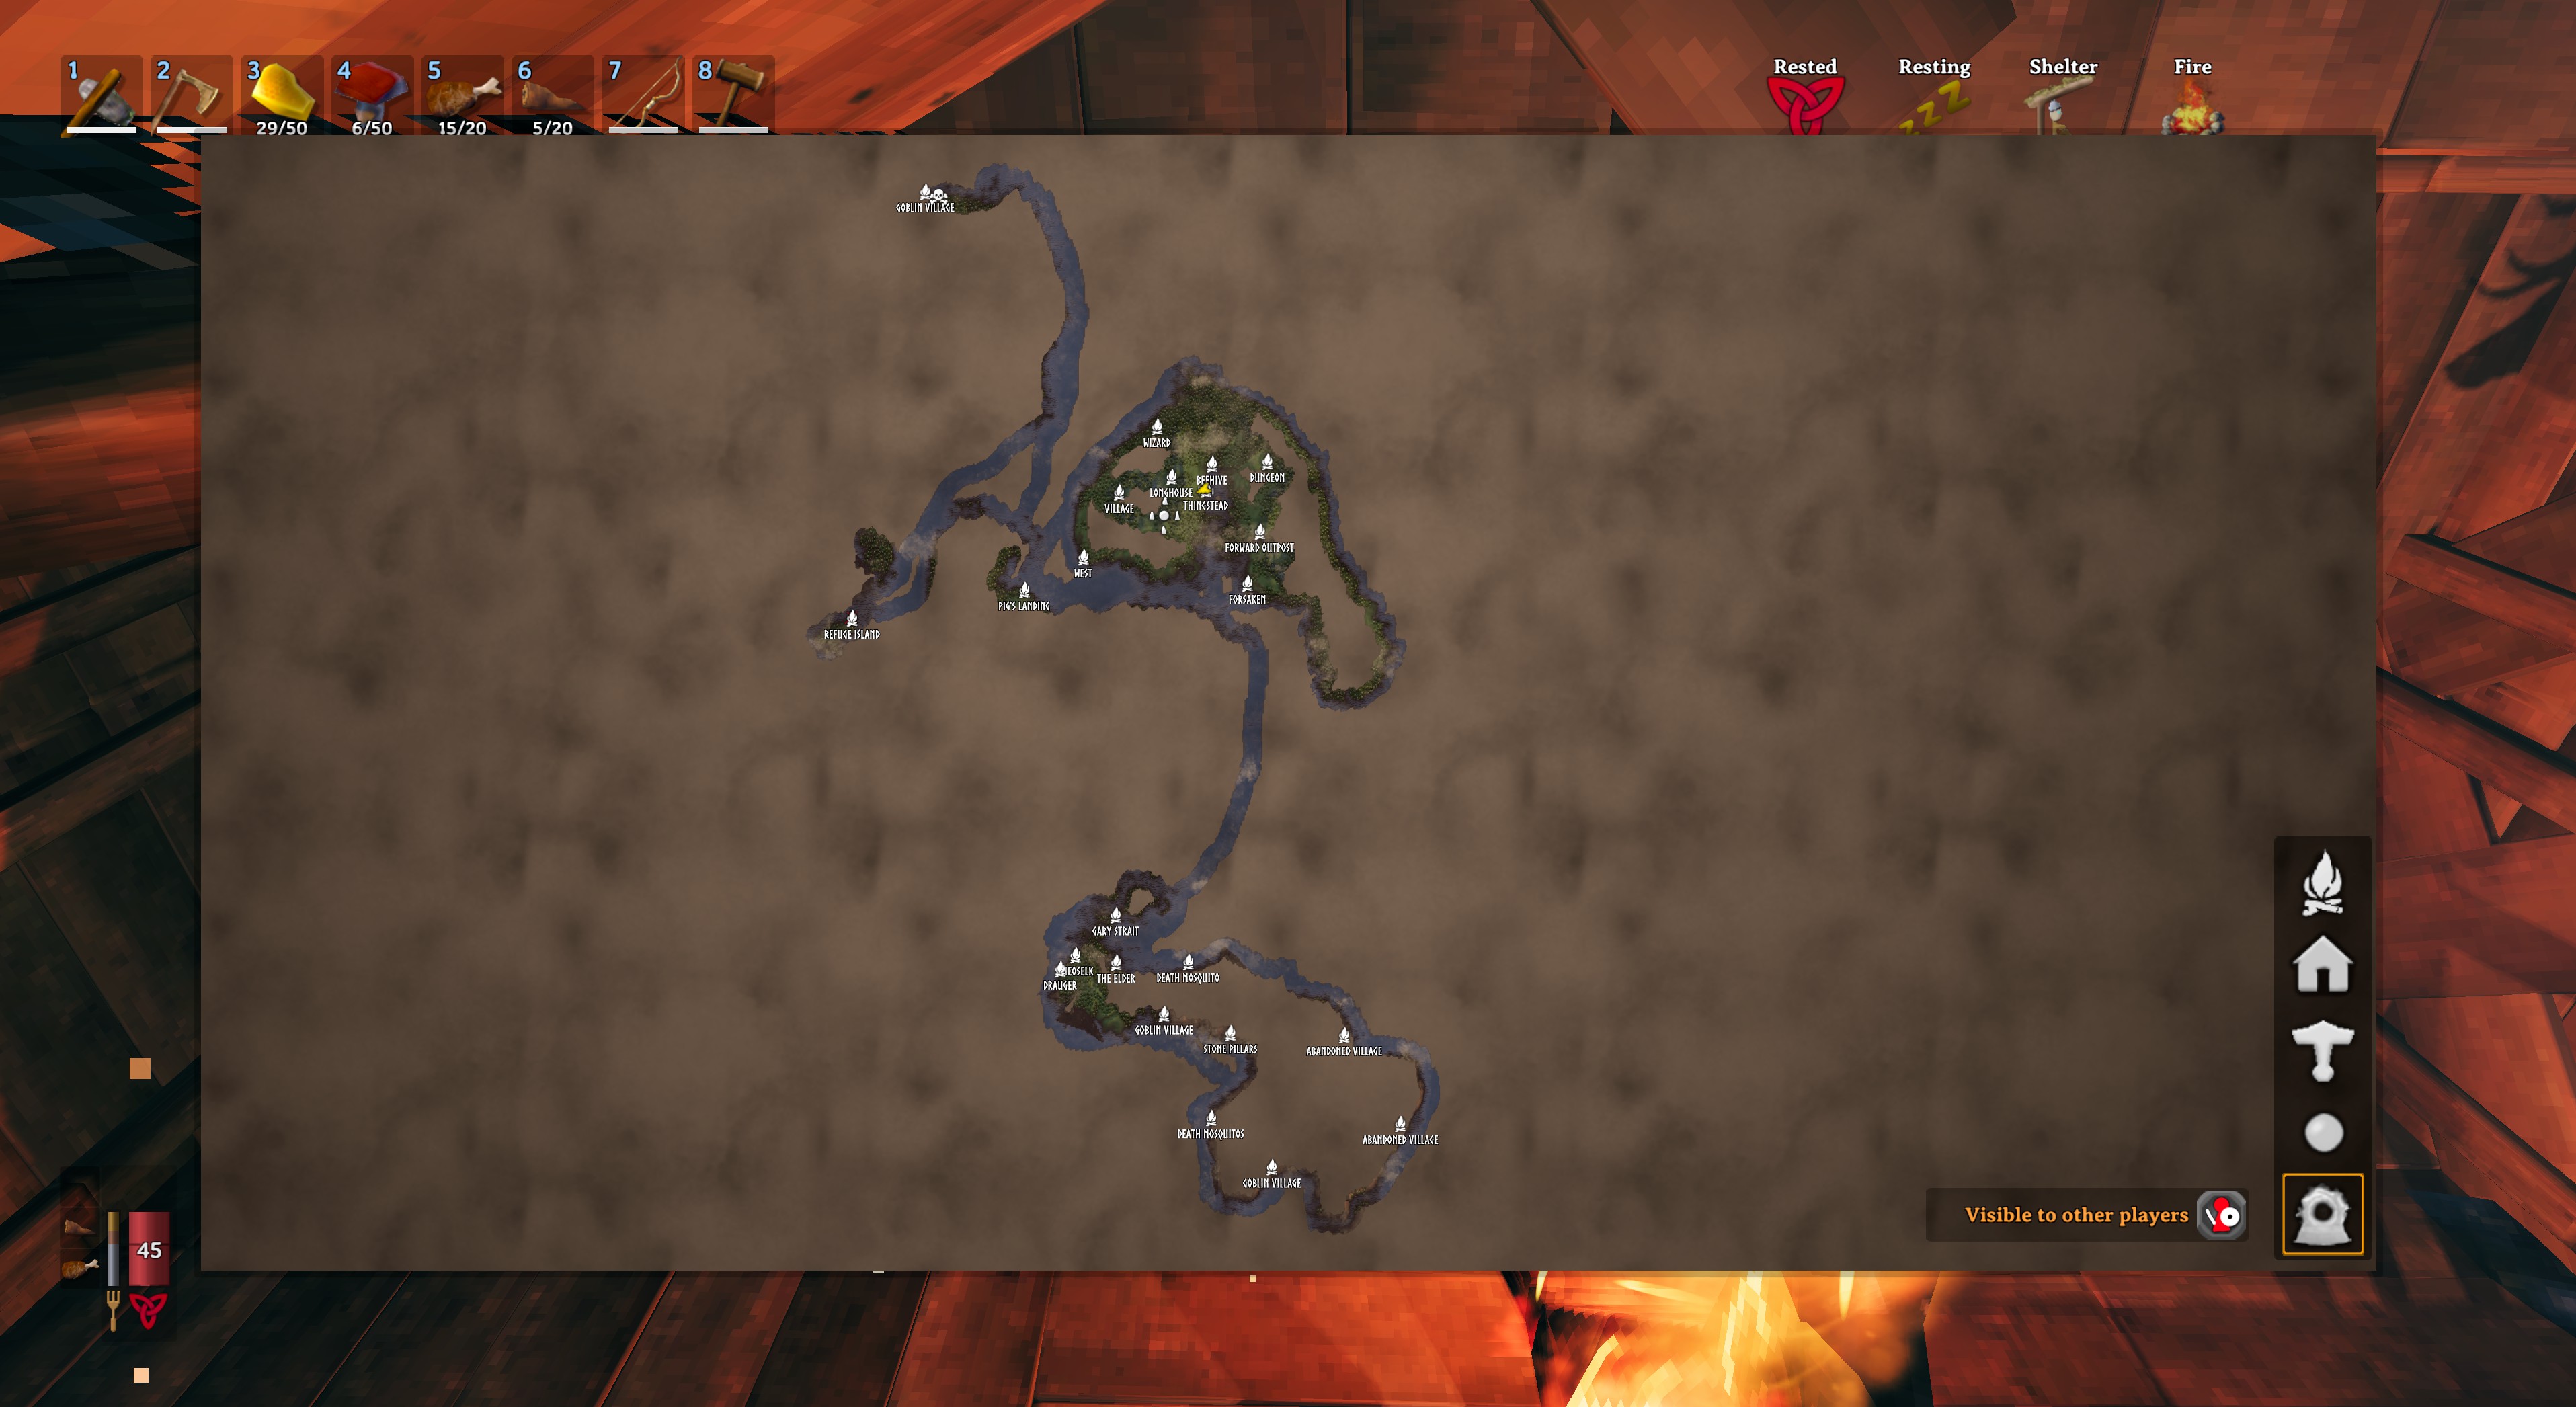 1 2 3 4 5 6 7 8
29/50 6/50 15/20 5/20
Rested Resting Shelter Fire
GOBLIN VILLAGE
WIZARD
BEEHIVE
DUNGEON
LONGHOUSE
VILLAGE
THINGSTEAD
FORWARD OUTPOST
WEST
FORSAKEN
PIG'S LANDING
REFUGE ISLAND
GARY STRAIT
THE ELDER
DEATH MOSQUITO
DRAUGER
GOBLIN VILLAGE
STONE PILLARS
ABANDONED VILLAGE
DEATH MOSQUITOS
ABANDONED VILLAGE
GOBLIN VILLAGE
Visible to other players
45